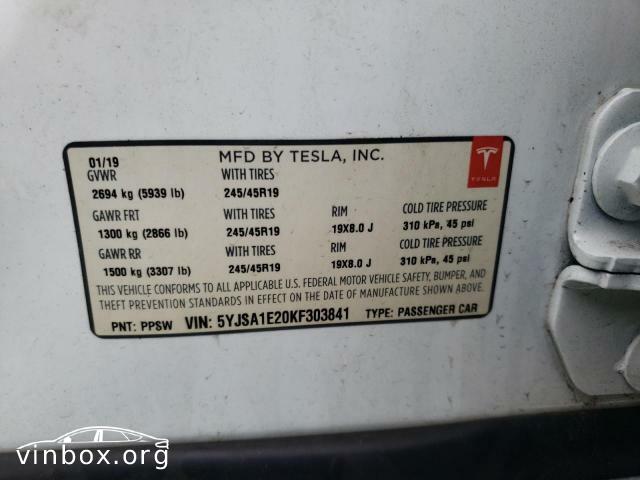 MFD BY TESLA, INC.
01/19
GVWR WITH TIRES
2694 kg (5939 lb) 245/45R19
GAWR FRT WITH TIRES RIM COLD TIRE PRESSURE
1300 kg (2866 lb) 245/45R19 19X8.0 J 310 kPa, 45 psi
GAWR RR WITH TIRES RIM COLD TIRE PRESSURE
1500 kg (3307 lb) 245/45R19 19X8.0 J 310 kPa, 45 psi
THIS VEHICLE CONFORMS TO ALL APPLICABLE U.S. FEDERAL MOTOR VEHICLE SAFETY, BUMPER, AND
THEFT PREVENTION STANDARDS IN EFFECT ON THE DATE OF MANUFACTURE SHOWN ABOVE.
PNT: PPSW VIN: 5YJSA1E20KF303841 TYPE: PASSENGER CAR
TESLA
vinbox.org